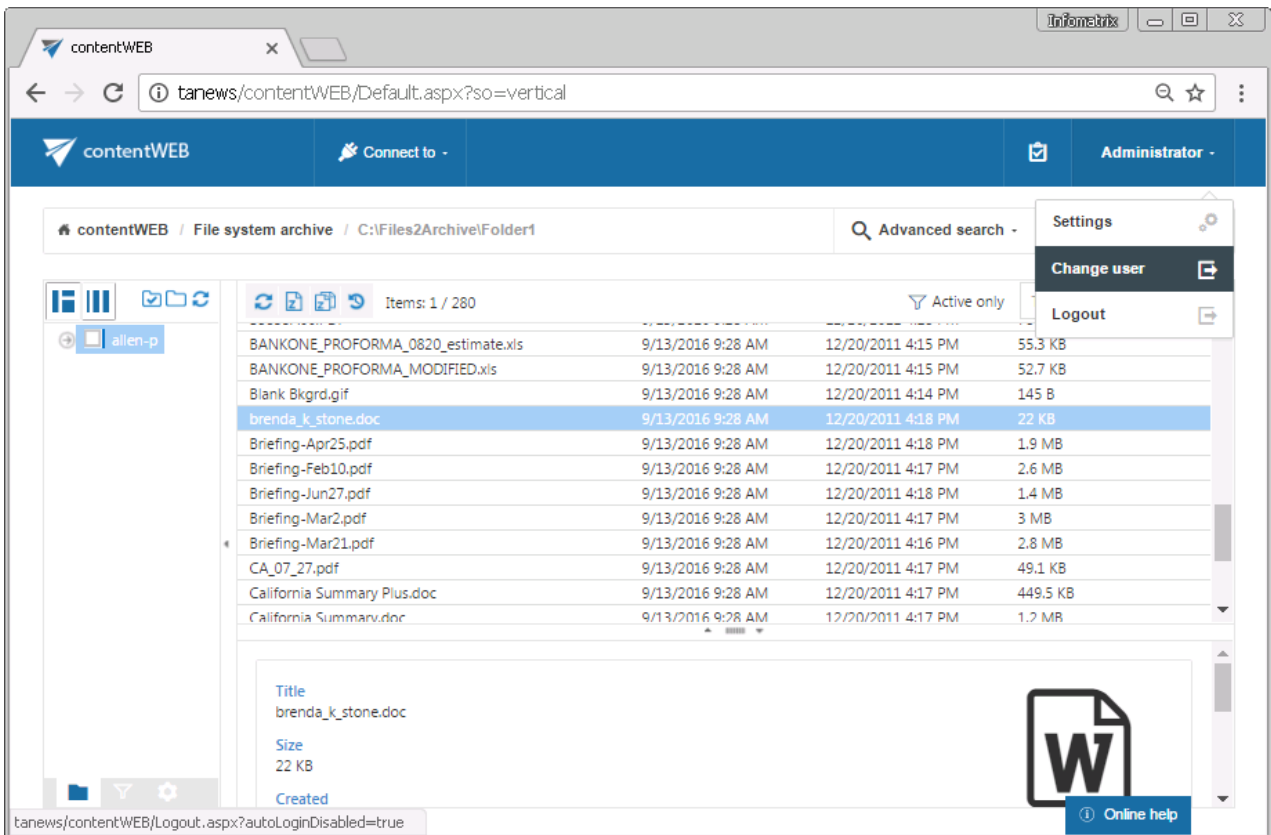 Infomatrix
contentWEB
tanews/contentWEB/Default.aspx?so=vertical
contentWEB Connect to Administrator
contentWEB / File system archive / C:\Files2Archive\Folder1 Advanced search
Settings
Change user
Logout
Items: 1 / 280 Active only
allen-p
BANKONE_PROFORMA_0820_estimate.xls 9/13/2016 9:28 AM 12/20/2011 4:15 PM 55.3 KB
BANKONE_PROFORMA_MODIFIED.xls 9/13/2016 9:28 AM 12/20/2011 4:15 PM 52.7 KB
Blank Bkgrd.gif 9/13/2016 9:28 AM 12/20/2011 4:14 PM 145 B
brenda_k_stone.doc 9/13/2016 9:28 AM 12/20/2011 4:18 PM 22 KB
Briefing-Apr25.pdf 9/13/2016 9:28 AM 12/20/2011 4:18 PM 1.9 MB
Briefing-Feb10.pdf 9/13/2016 9:28 AM 12/20/2011 4:17 PM 2.6 MB
Briefing-Jun27.pdf 9/13/2016 9:28 AM 12/20/2011 4:18 PM 1.4 MB
Briefing-Mar2.pdf 9/13/2016 9:28 AM 12/20/2011 4:17 PM 3 MB
Briefing-Mar21.pdf 9/13/2016 9:28 AM 12/20/2011 4:16 PM 2.8 MB
CA_07_27.pdf 9/13/2016 9:28 AM 12/20/2011 4:17 PM 49.1 KB
California Summary Plus.doc 9/13/2016 9:28 AM 12/20/2011 4:17 PM 449.5 KB
California Summary.doc 9/13/2016 9:28 AM 12/20/2011 4:17 PM 1.2 MB
Title
brenda_k_stone.doc
Size
22 KB
Created
W
Online help
tanews/contentWEB/Logout.aspx?autoLoginDisabled=true